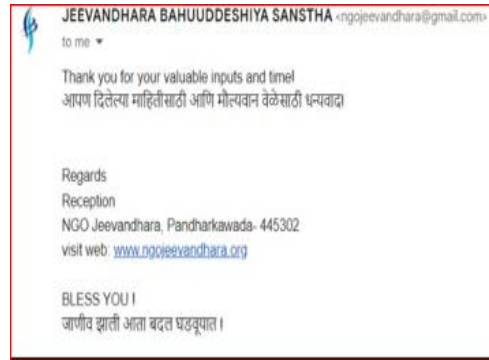 JEEVANDHARA BAHUUDDESHIYA SANSTHA <ngojeevandhara@gmail.com>
to me
Thank you for your valuable inputs and time!
आपण दिलेल्या माहितीसाठी आणि मौल्यवान वेळेसाठी धन्यवाद!
Regards
Reception
NGO Jeevandhara, Pandharkawada- 445302
visit web: www.ngojeevandhara.org
BLESS YOU !
जाणीव झाली आता बदल घडवूयात ।